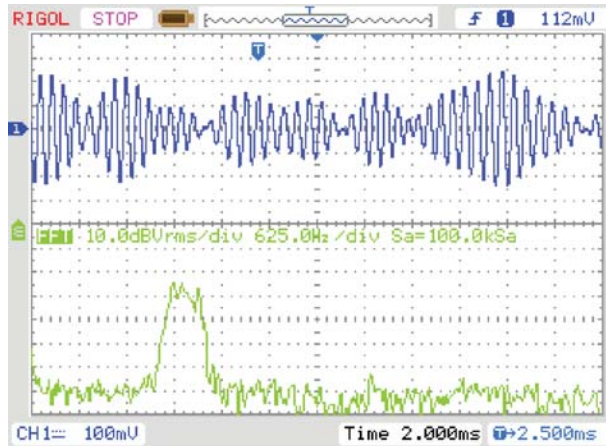 RIGOL STOP 1 112mV
T
T
1
FFT 10.0dBVrms/div 625.0Hz/div Sa=100.0kSa
CH1 100mV Time 2.000ms T→2.500ms